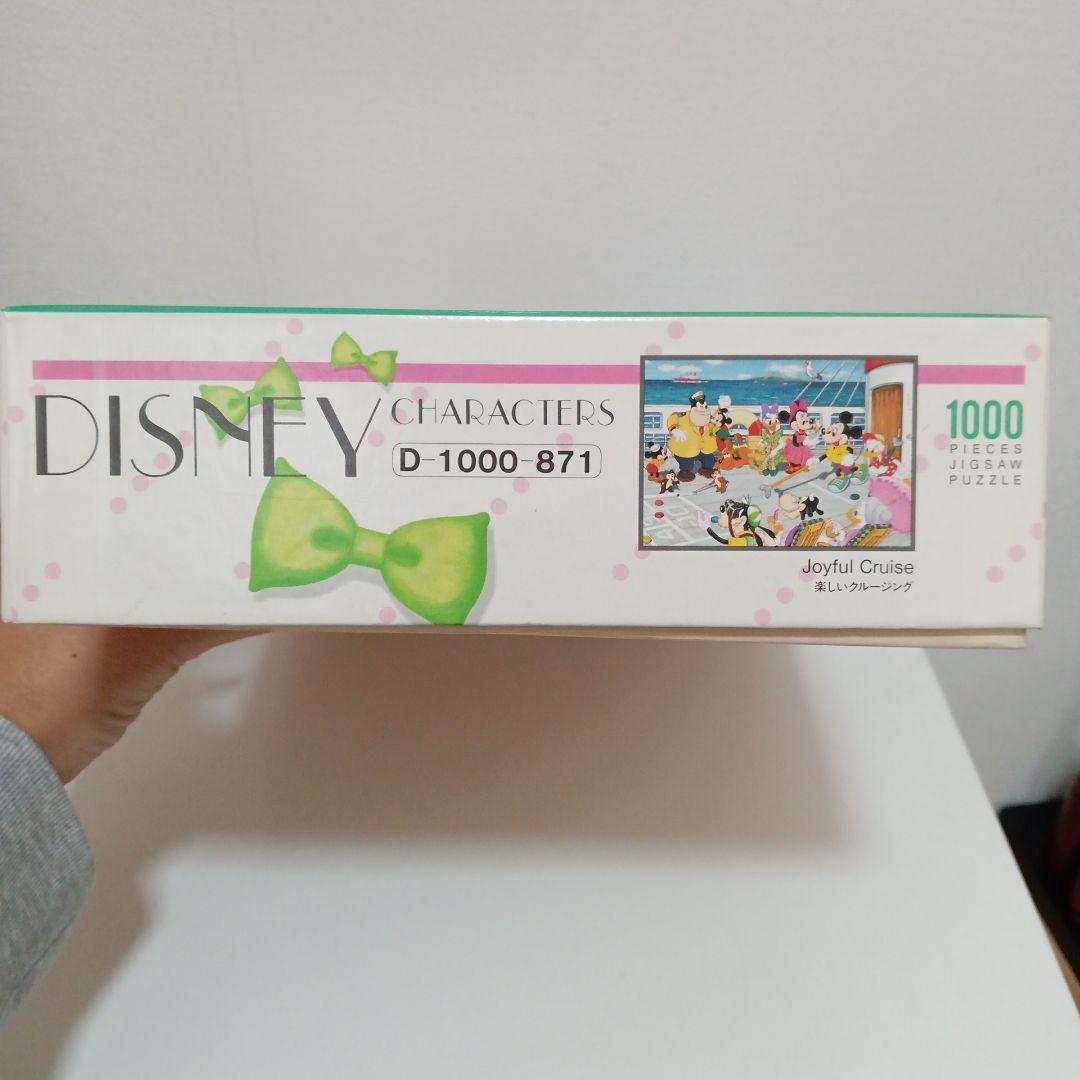 DISNEY
CHARACTERS
D-1000-871
1000
PIECES
JIGSAW
PUZZLE
Joyful Cruise
楽しいクルージング